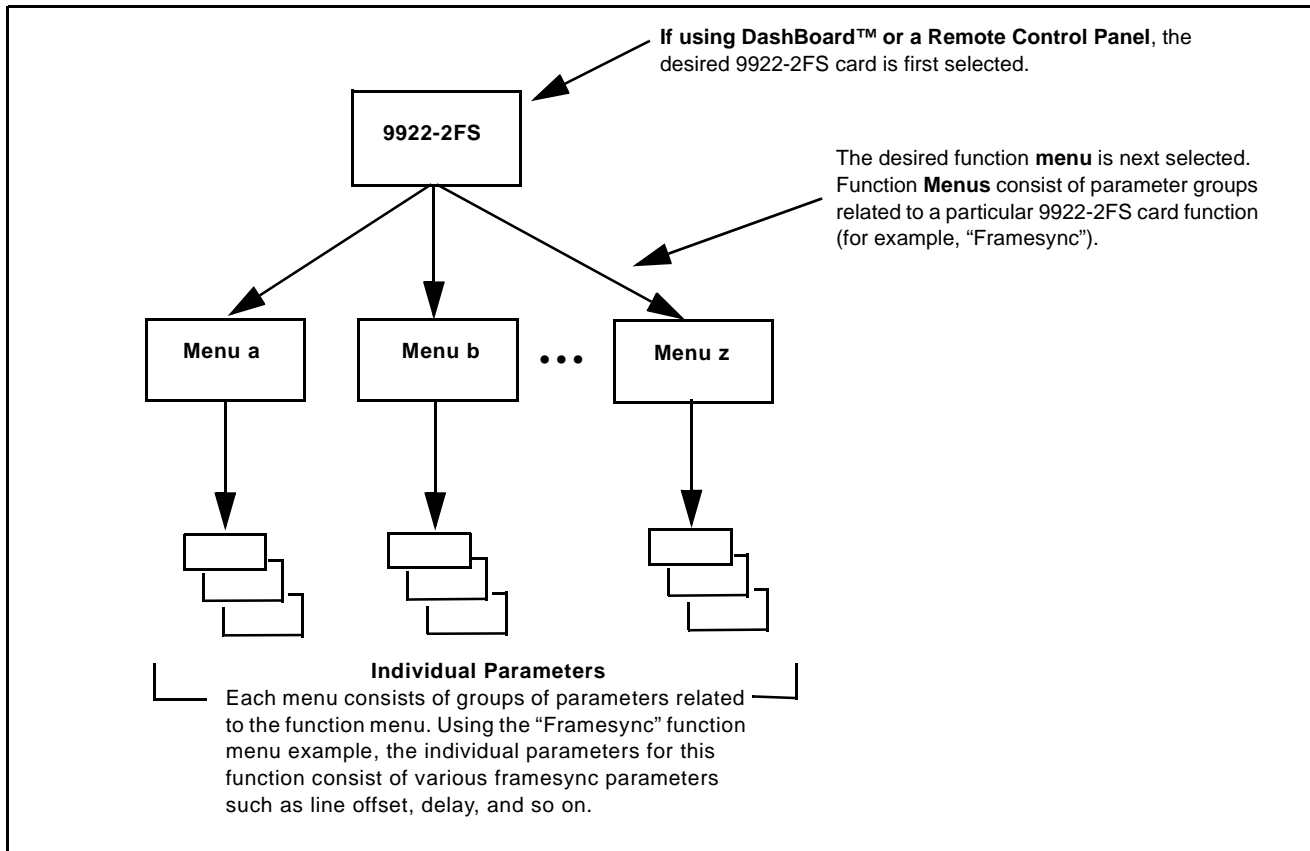 If using DashBoard™ or a Remote Control Panel, the
desired 9922-2FS card is first selected.
9922-2FS
The desired function menu is next selected.
Function Menus consist of parameter groups
related to a particular 9922-2FS card function
(for example, “Framesync”).
Menu a
Menu b
•••
Menu z
Individual Parameters
Each menu consists of groups of parameters related
to the function menu. Using the “Framesync” function
menu example, the individual parameters for this
function consist of various framesync parameters
such as line offset, delay, and so on.